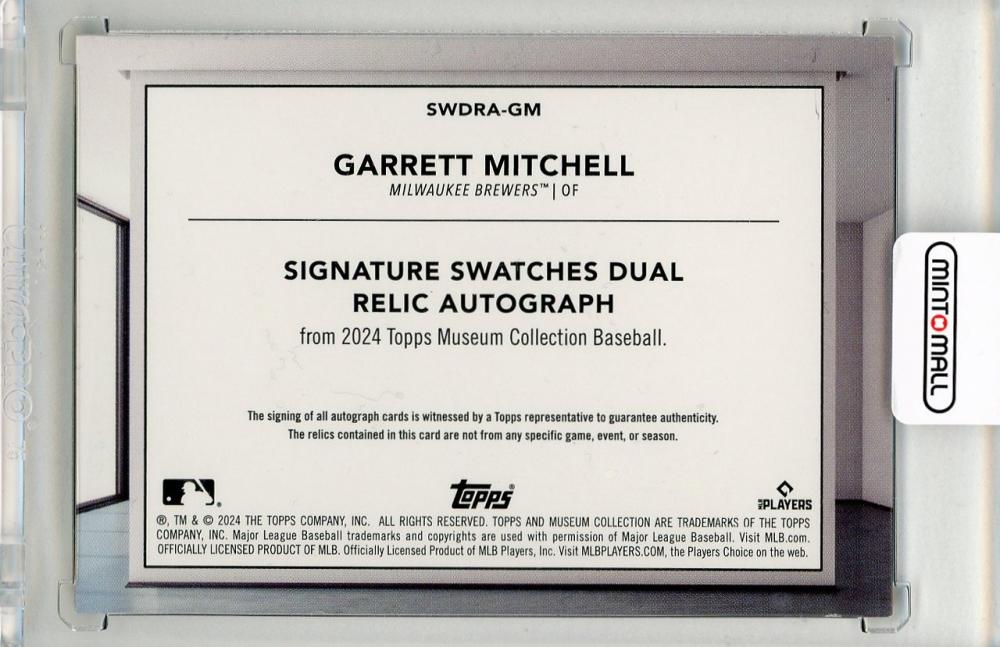 SWDRA-GM
GARRETT MITCHELL
MILWAUKEE BREWERS™ | OF
SIGNATURE SWATCHES DUAL
RELIC AUTOGRAPH
from 2024 Topps Museum Collection Baseball.
The signing of all autograph cards is witnessed by a Topps representative to guarantee authenticity.
The relics contained in this card are not from any specific game, event, or season.
topps®
MLB PLAYERS
®, TM & © 2024 THE TOPPS COMPANY, INC. ALL RIGHTS RESERVED. TOPPS AND MUSEUM COLLECTION ARE TRADEMARKS OF THE TOPPS
COMPANY, INC. Major League Baseball trademarks and copyrights are used with permission of Major League Baseball. Visit MLB.com.
OFFICIALLY LICENSED PRODUCT OF MLB. Officially Licensed Product of MLB Players, Inc. Visit MLBPLAYERS.COM, the Players Choice on the web.
MINTMALL